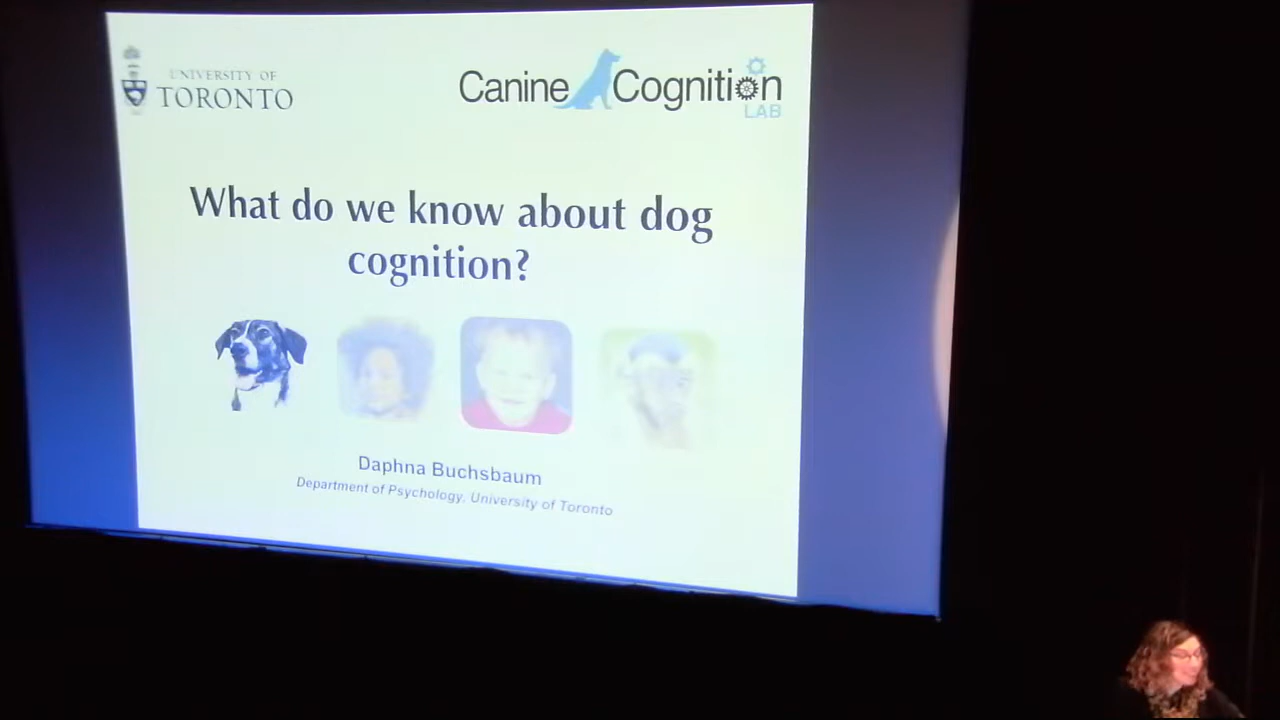 UNIVERSITY OF
TORONTO
Canine Cognition
LAB
What do we know about dog
cognition?
Daphna Buchsbaum
Department of Psychology, University of Toronto